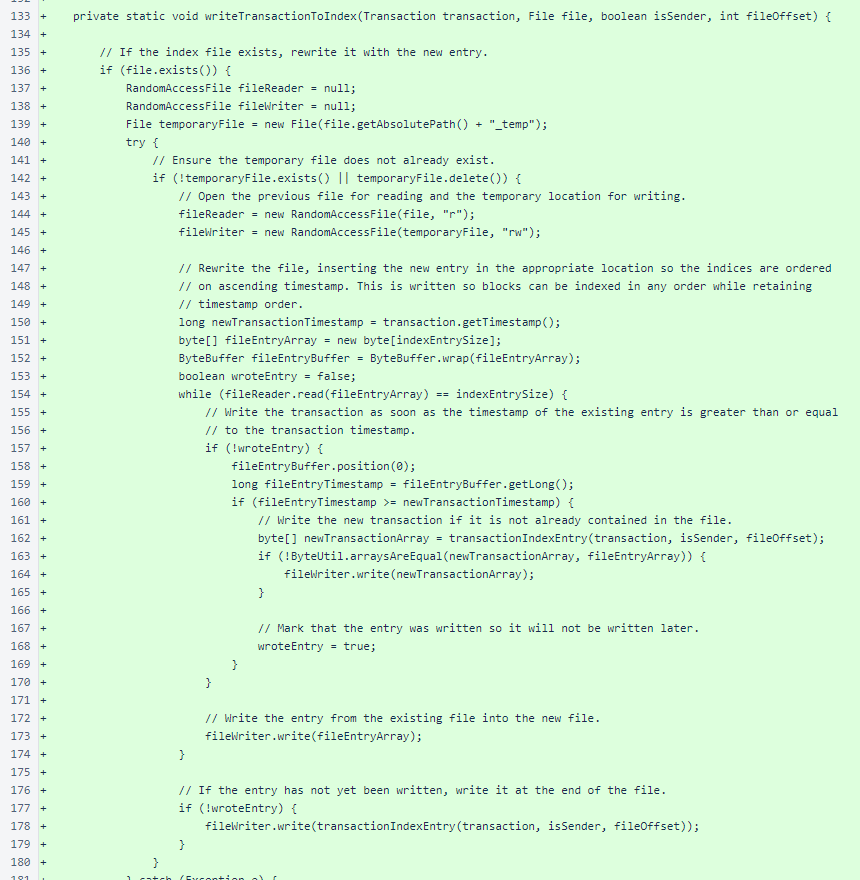 133 + private static void writeTransactionToIndex(Transaction transaction, File file, boolean isSender, int fileOffset) {
134 +
135 + // If the index file exists, rewrite it with the new entry.
136 + if (file.exists()) {
137 + RandomAccessFile fileReader = null;
138 + RandomAccessFile fileWriter = null;
139 + File temporaryFile = new File(file.getAbsolutePath() + "_temp");
140 + try {
141 + // Ensure the temporary file does not already exist.
142 + if (!temporaryFile.exists() || temporaryFile.delete()) {
143 + // Open the previous file for reading and the temporary location for writing.
144 + fileReader = new RandomAccessFile(file, "r");
145 + fileWriter = new RandomAccessFile(temporaryFile, "rw");
146 +
147 + // Rewrite the file, inserting the new entry in the appropriate location so the indices are ordered
148 + // on ascending timestamp. This is written so blocks can be indexed in any order while retaining
149 + // timestamp order.
150 + long newTransactionTimestamp = transaction.getTimestamp();
151 + byte[] fileEntryArray = new byte[indexEntrySize];
152 + ByteBuffer fileEntryBuffer = ByteBuffer.wrap(fileEntryArray);
153 + boolean wroteEntry = false;
154 + while (fileReader.read(fileEntryArray) == indexEntrySize) {
155 + // Write the transaction as soon as the timestamp of the existing entry is greater than or equal
156 + // to the transaction timestamp.
157 + if (!wroteEntry) {
158 + fileEntryBuffer.position(0);
159 + long fileEntryTimestamp = fileEntryBuffer.getLong();
160 + if (fileEntryTimestamp >= newTransactionTimestamp) {
161 + // Write the new transaction if it is not already contained in the file.
162 + byte[] newTransactionArray = transactionIndexEntry(transaction, isSender, fileOffset);
163 + if (!ByteUtil.arraysAreEqual(newTransactionArray, fileEntryArray)) {
164 + fileWriter.write(newTransactionArray);
165 + }
166 +
167 + // Mark that the entry was written so it will not be written later.
168 + wroteEntry = true;
169 + }
170 + }
171 +
172 + // Write the entry from the existing file into the new file.
173 + fileWriter.write(fileEntryArray);
174 + }
175 +
176 + // If the entry has not yet been written, write it at the end of the file.
177 + if (!wroteEntry) {
178 + fileWriter.write(transactionIndexEntry(transaction, isSender, fileOffset));
179 + }
180 + }
181 + } catch (Exception e) {